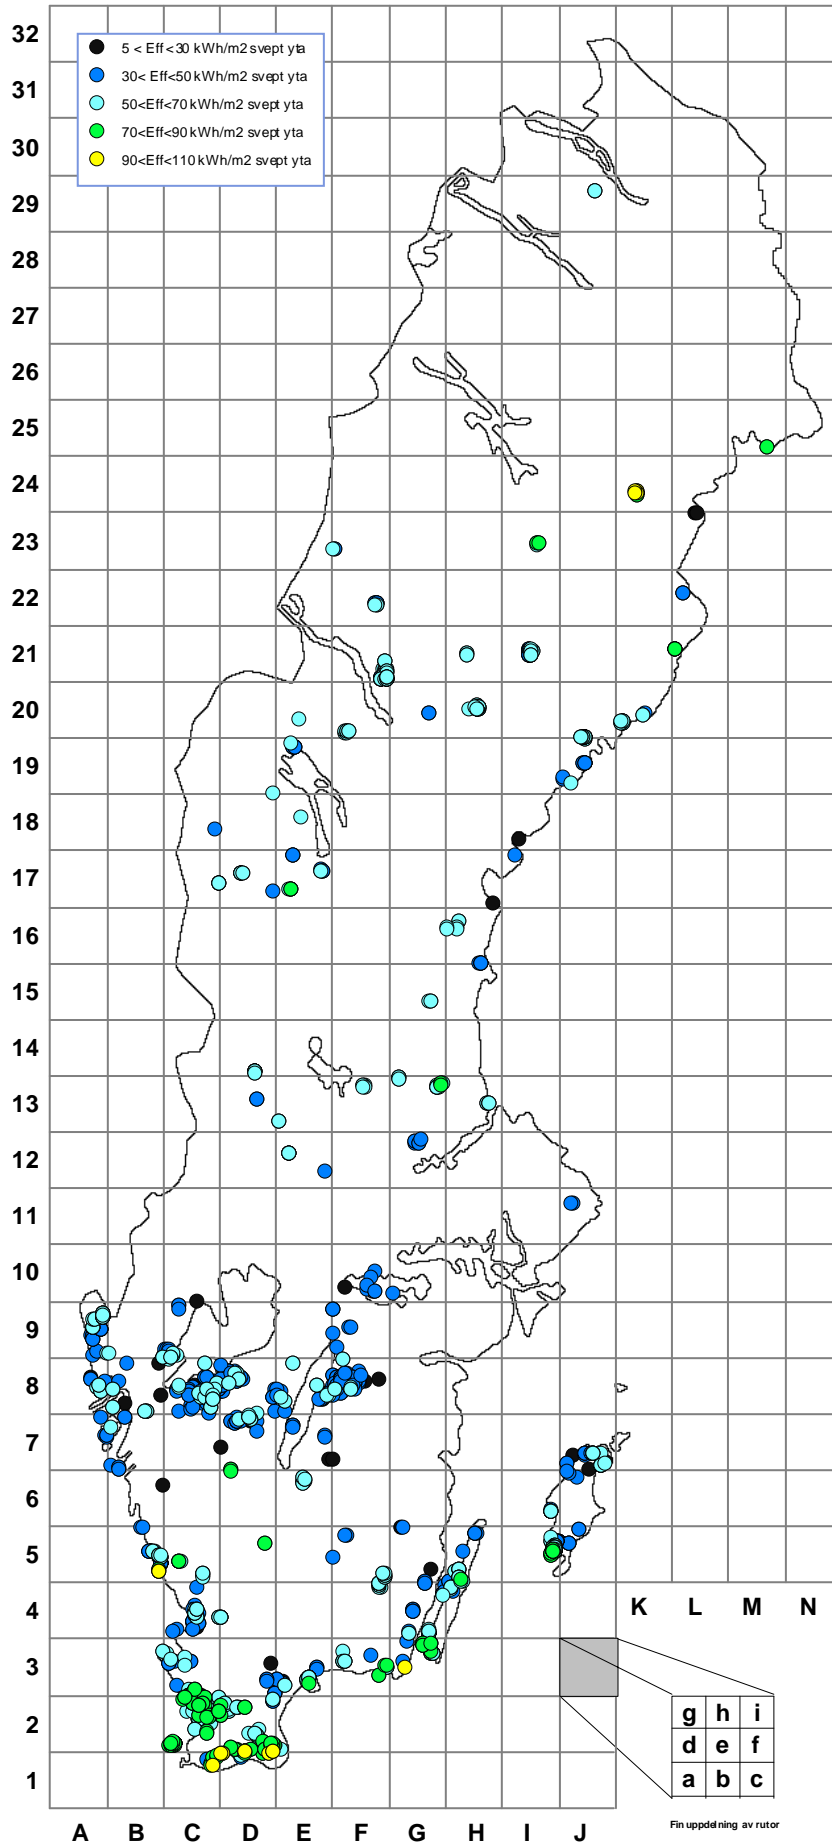 32
5 < Eff<30 kWh/m2 svept yta
30< Eff<50 kWh/m2 svept yta
31
50<Eff<70 kWh/m2 svept yta
70<Eff<90 kWh/m2 svept yta
30
90<Eff<110 kWh/m2 svept yta
29
28
27
26
25
24
23
22
21
20
19
18
17
16
15
14
13
12
11
10
9
8
7
6
5
4
K L M N
3
g h i
2
d e f
a b c
1
Fin uppdelning av rutor
A B C D E F G H I J